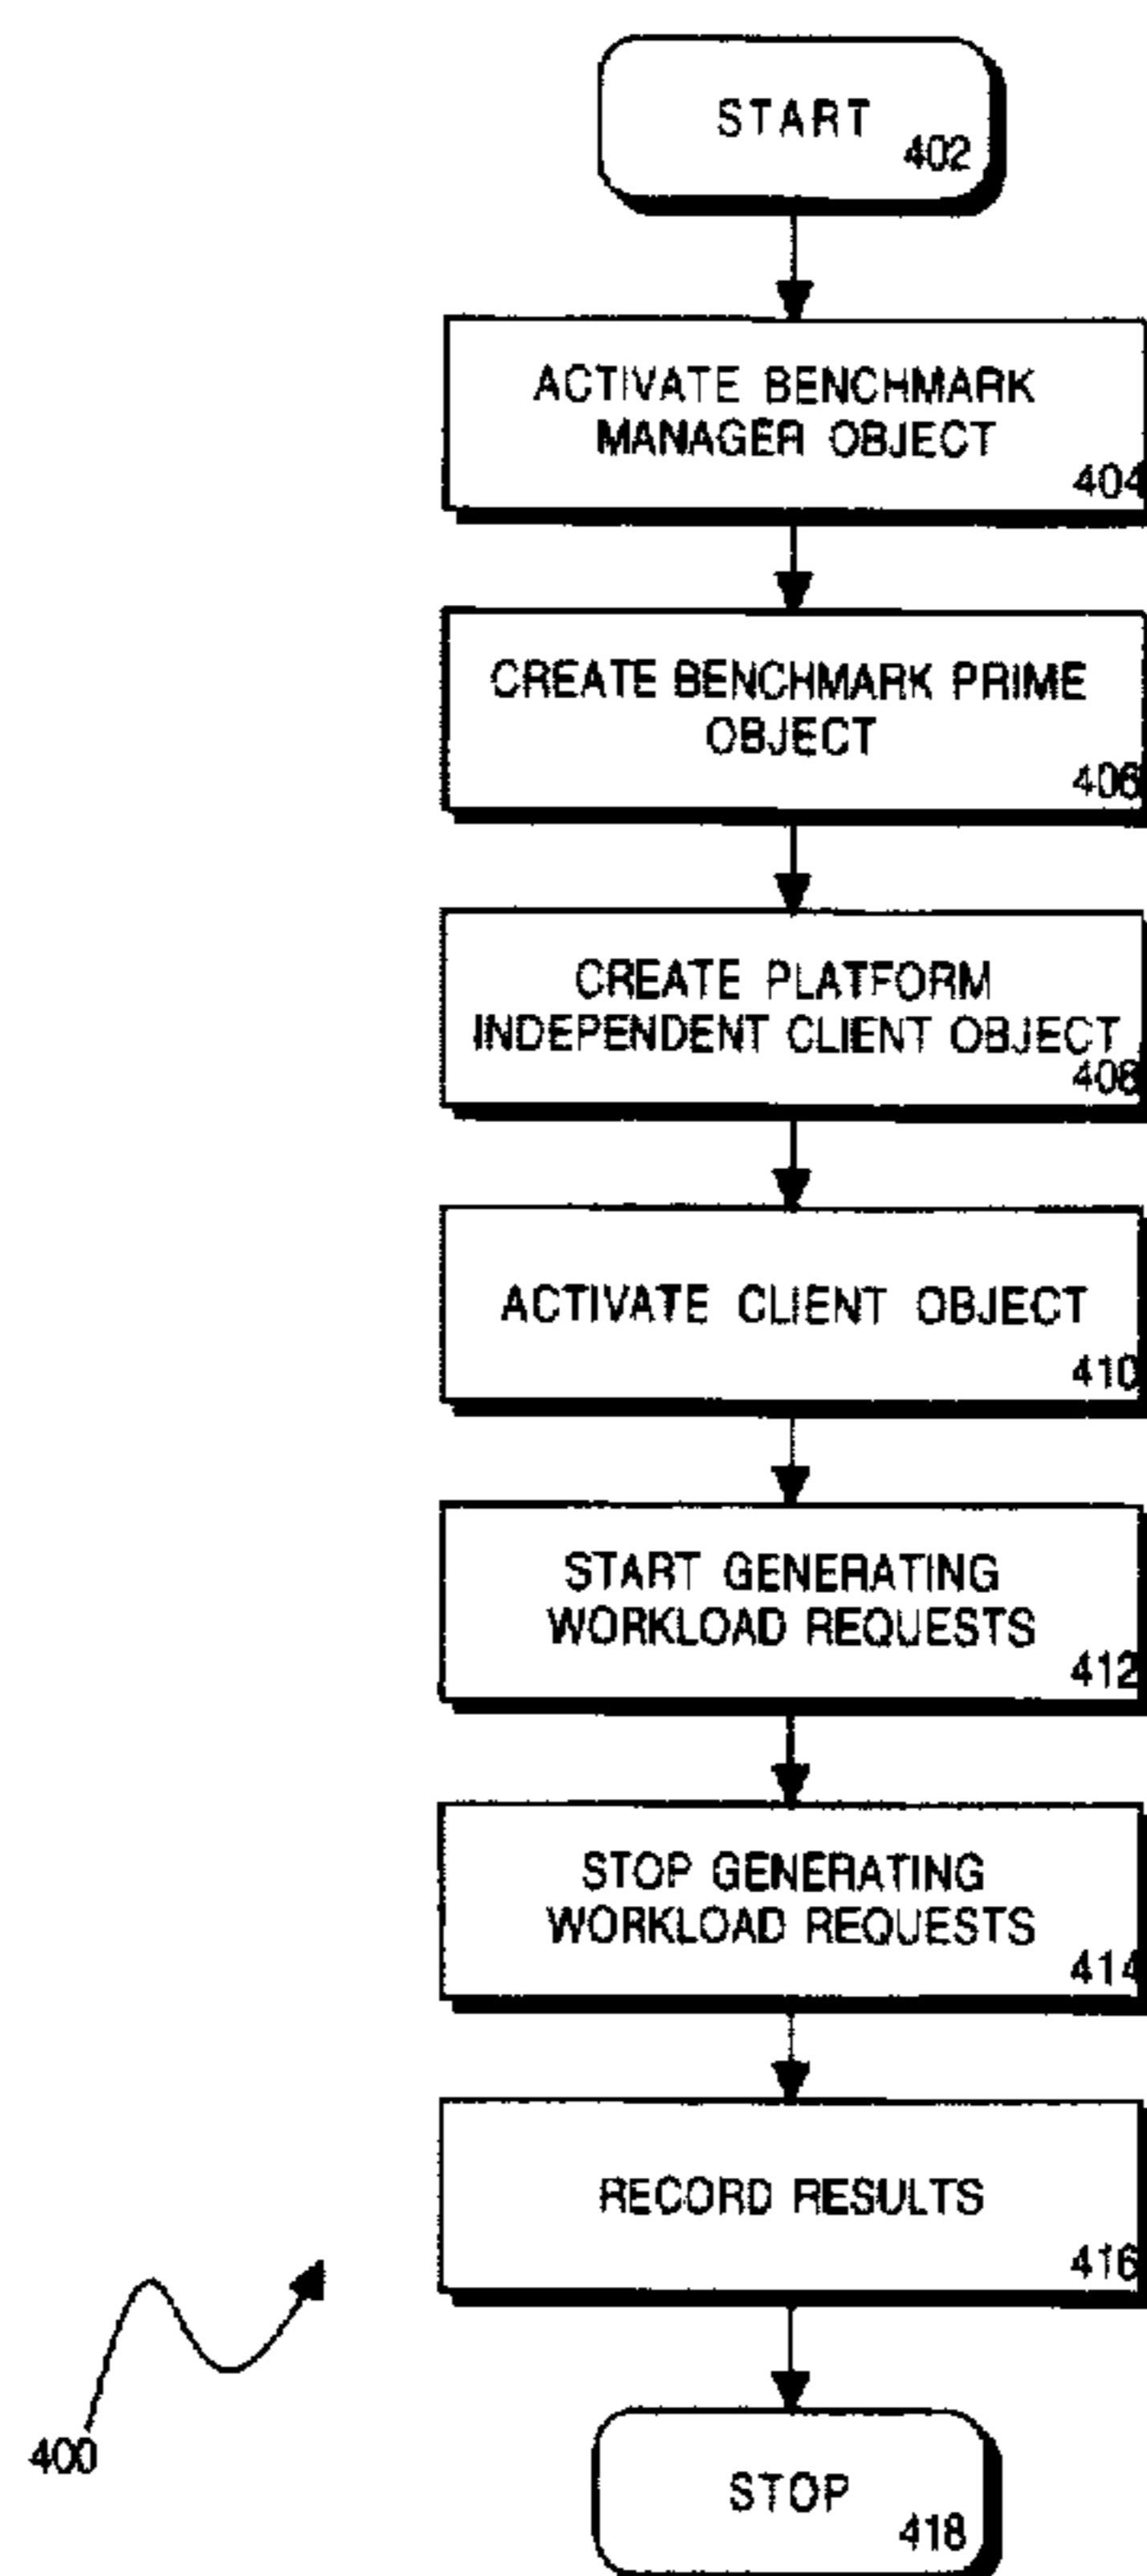 START
402
ACTIVATE BENCHMARK
MANAGER OBJECT
404
CREATE BENCHMARK PRIME
OBJECT
406
CREATE PLATFORM
INDEPENDENT CLIENT OBJECT
408
ACTIVATE CLIENT OBJECT
410
START GENERATING
WORKLOAD REQUESTS
412
STOP GENERATING
WORKLOAD REQUESTS
414
RECORD RESULTS
416
400
STOP
418